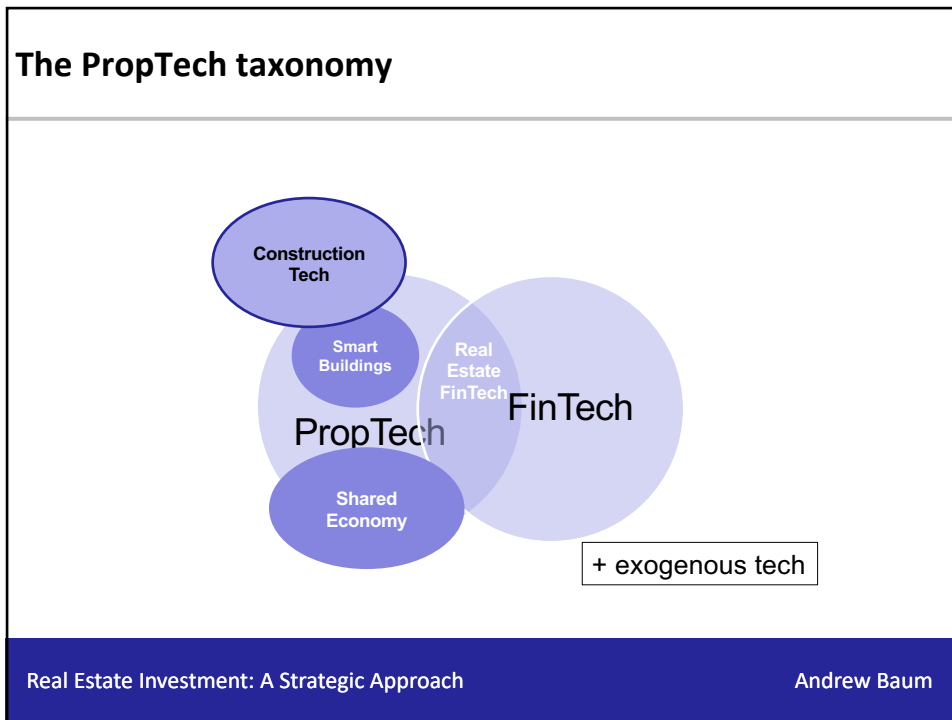 The PropTech taxonomy
Construction
Tech
Smart
Buildings
Real
Estate
FinTech
FinTech
PropTech
Shared
Economy
+ exogenous tech
Real Estate Investment: A Strategic Approach
Andrew Baum